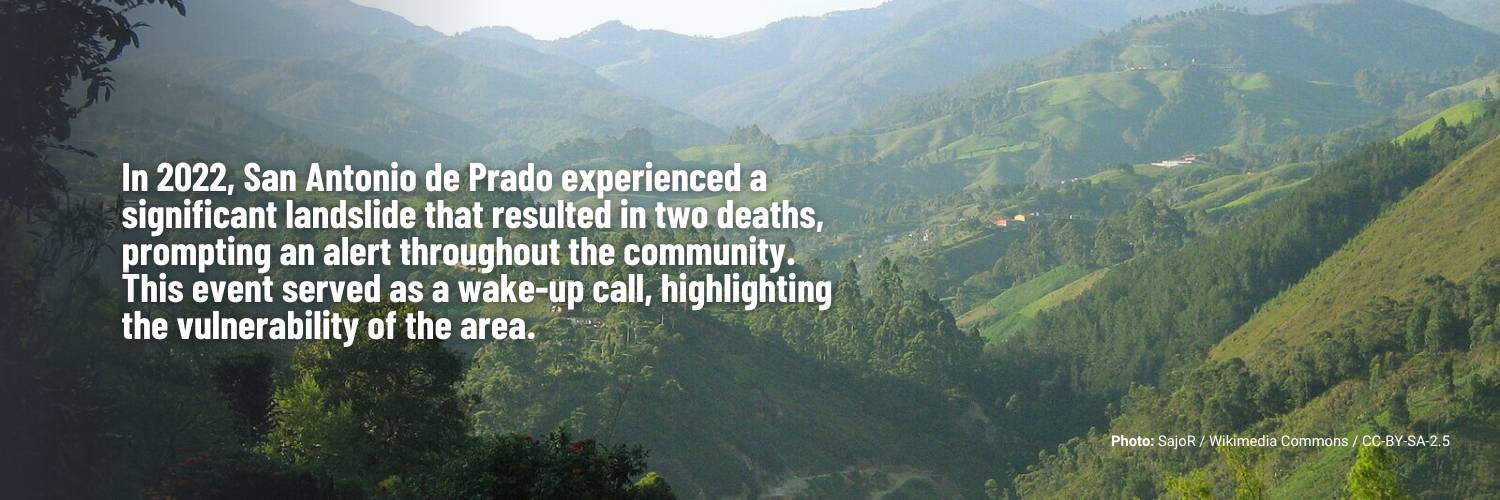 In 2022, San Antonio de Prado experienced a
significant landslide that resulted in two deaths,
prompting an alert throughout the community.
This event served as a wake-up call, highlighting
the vulnerability of the area.
Photo: SajoR / Wikimedia Commons / CC-BY-SA-2.5